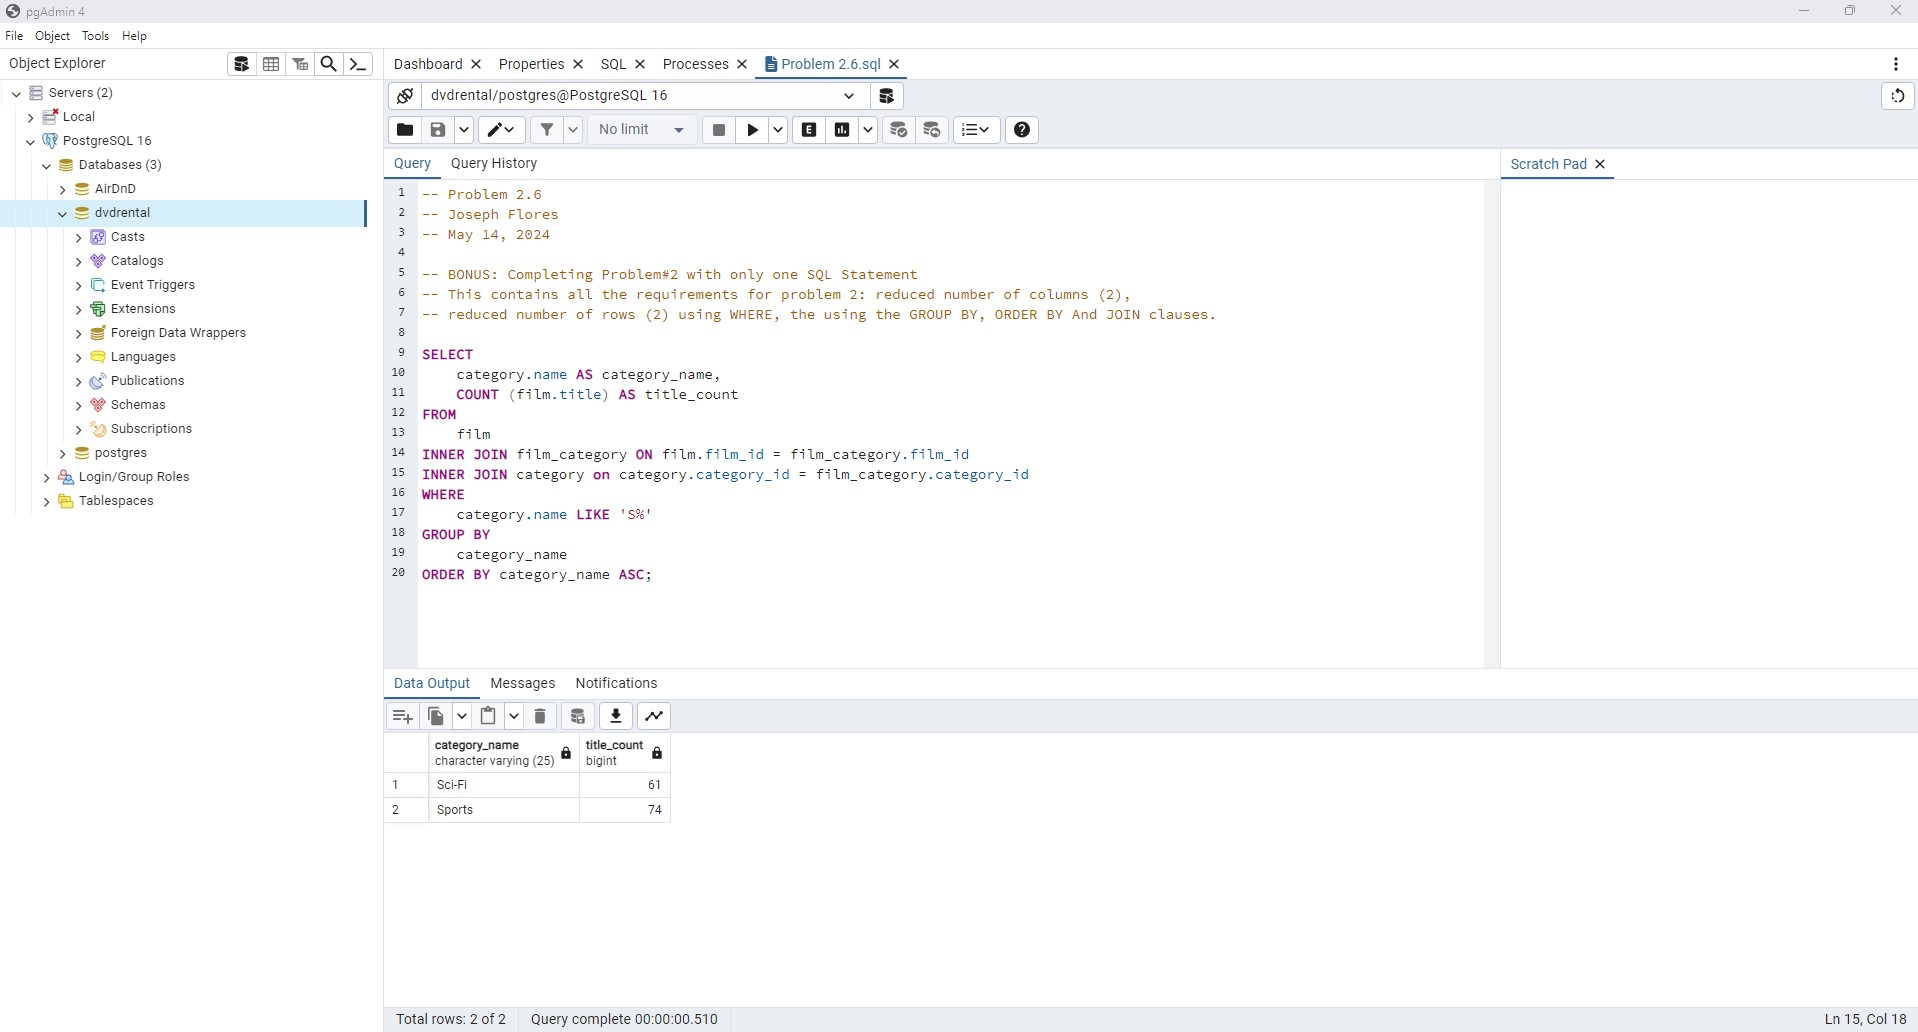 pgAdmin 4
File Object Tools Help
Object Explorer
Dashboard Properties SQL Processes Problem 2.6.sql
Servers (2)
Local
PostgreSQL 16
Databases (3)
AirDnD
dvdrental
Casts
Catalogs
Event Triggers
Extensions
Foreign Data Wrappers
Languages
Publications
Schemas
Subscriptions
postgres
Login/Group Roles
Tablespaces
dvdrental/postgres@PostgreSQL 16
No limit
E
Query Query History
Scratch Pad
1 -- Problem 2.6
2 -- Joseph Flores
3 -- May 14, 2024
4
5 -- BONUS: Completing Problem#2 with only one SQL Statement
6 -- This contains all the requirements for problem 2: reduced number of columns (2),
7 -- reduced number of rows (2) using WHERE, the using the GROUP BY, ORDER BY And JOIN clauses.
8
9 SELECT
10 category.name AS category_name,
11 COUNT (film.title) AS title_count
12 FROM
13 film
14 INNER JOIN film_category ON film.film_id = film_category.film_id
15 INNER JOIN category on category.category_id = film_category.category_id
16 WHERE
17 category.name LIKE 'S%'
18 GROUP BY
19 category_name
20 ORDER BY category_name ASC;
Data Output Messages Notifications
category_name title_count
character varying (25) bigint
1 Sci-Fi 61
2 Sports 74
Total rows: 2 of 2 Query complete 00:00:00.510 Ln 15, Col 18